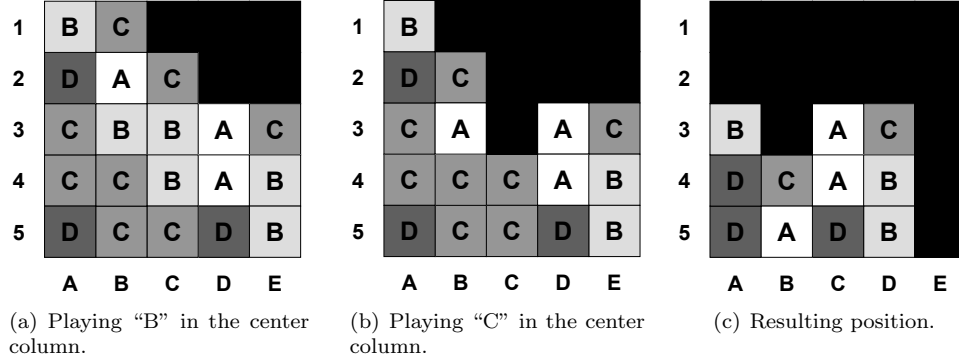 1 B C
2 D A C
3 C B B A C
4 C C B A B
5 D C C D B
A B C D E
(a) Playing “B” in the center
column.
1 B
2 D C
3 C A A C
4 C C C A B
5 D C C D B
A B C D E
(b) Playing “C” in the center
column.
1
2
3 B A C
4 D C A B
5 D A D B
A B C D E
(c) Resulting position.